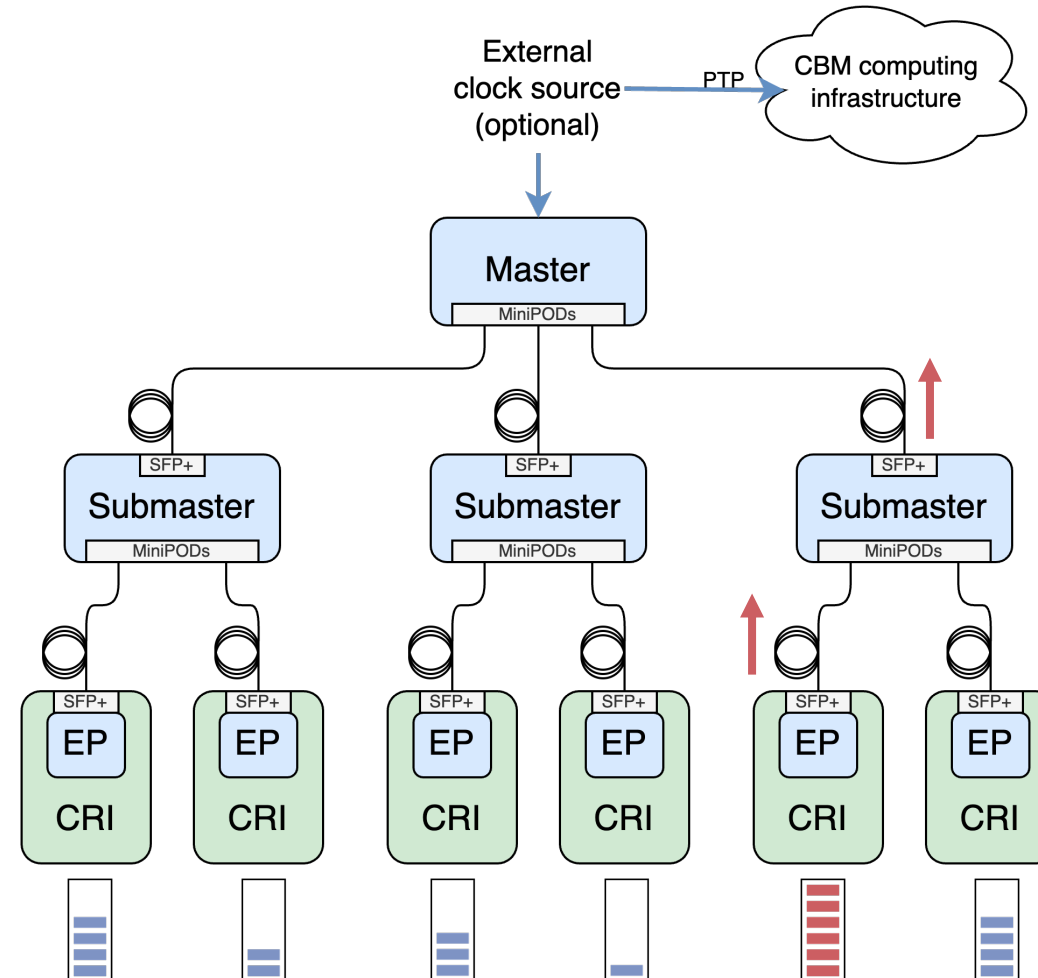 External
clock source
(optional)
PTP
CBM computing
infrastructure
Master
MiniPODs
SFP+
SFP+
SFP+
Submaster
Submaster
Submaster
MiniPODs
MiniPODs
MiniPODs
SFP+
SFP+
SFP+
SFP+
SFP+
SFP+
EP
EP
EP
EP
EP
EP
CRI
CRI
CRI
CRI
CRI
CRI